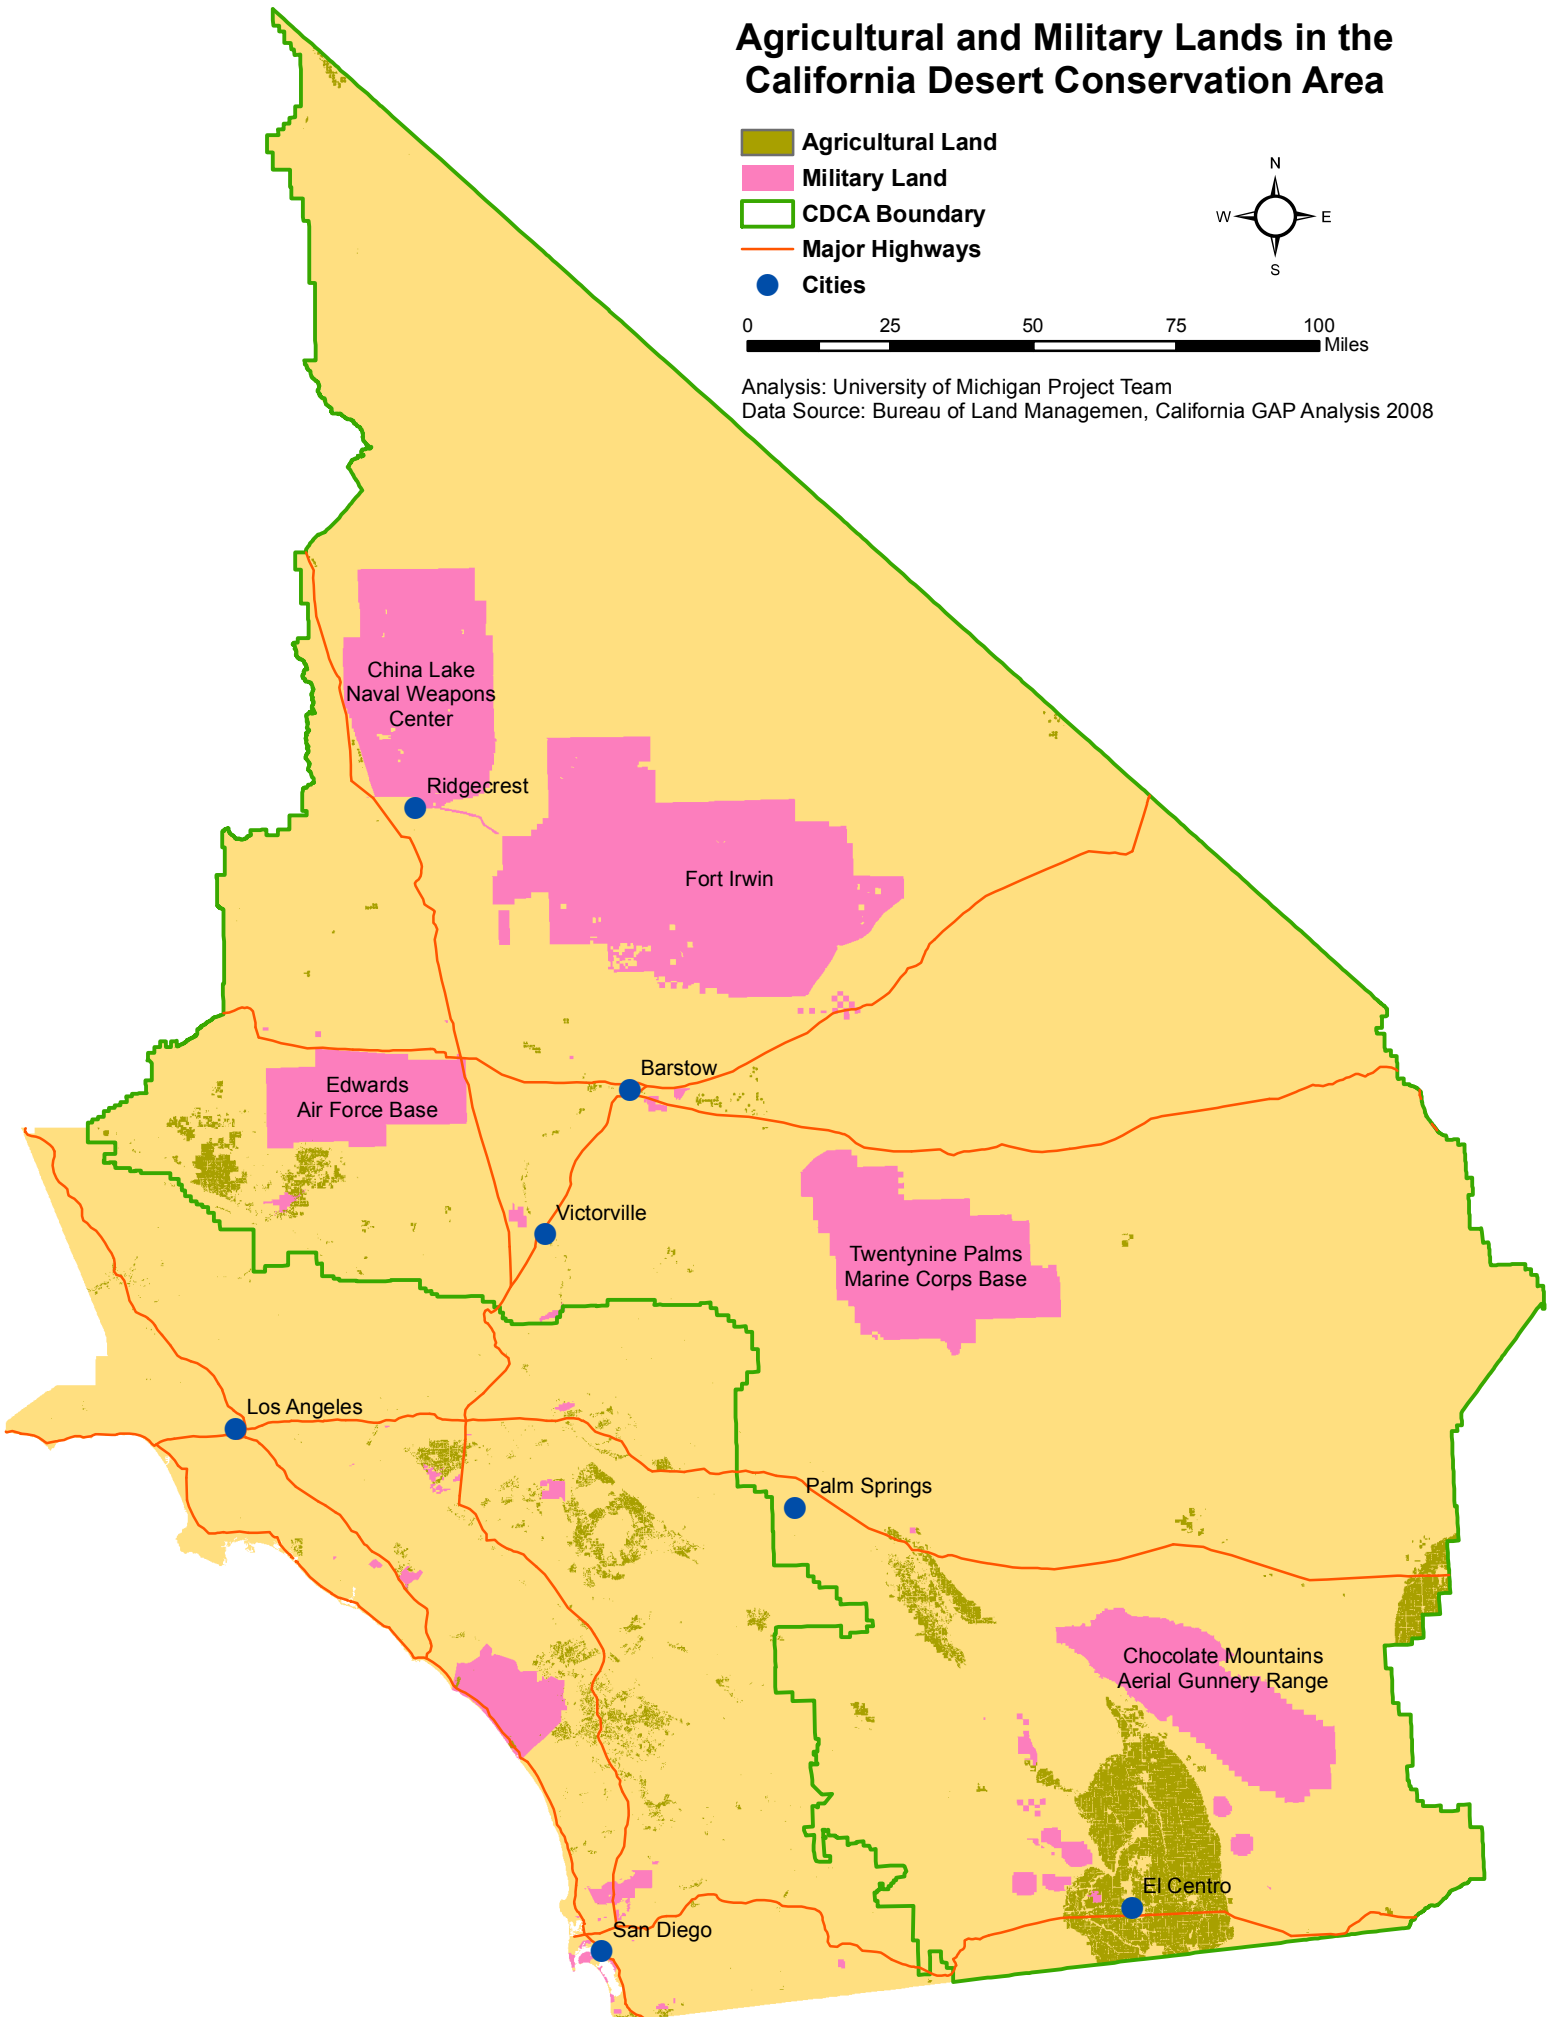 Agricultural and Military Lands in the
California Desert Conservation Area
Agricultural Land
Military Land
CDCA Boundary
Major Highways
Cities
N
W
E
S
0 25 50 75 100
Miles
Analysis: University of Michigan Project Team
Data Source: Bureau of Land Managemen, California GAP Analysis 2008
China Lake
Naval Weapons
Center
Ridgecrest
Fort Irwin
Barstow
Edwards
Air Force Base
Victorville
Twentynine Palms
Marine Corps Base
Los Angeles
Palm Springs
Chocolate Mountains
Aerial Gunnery Range
El Centro
San Diego